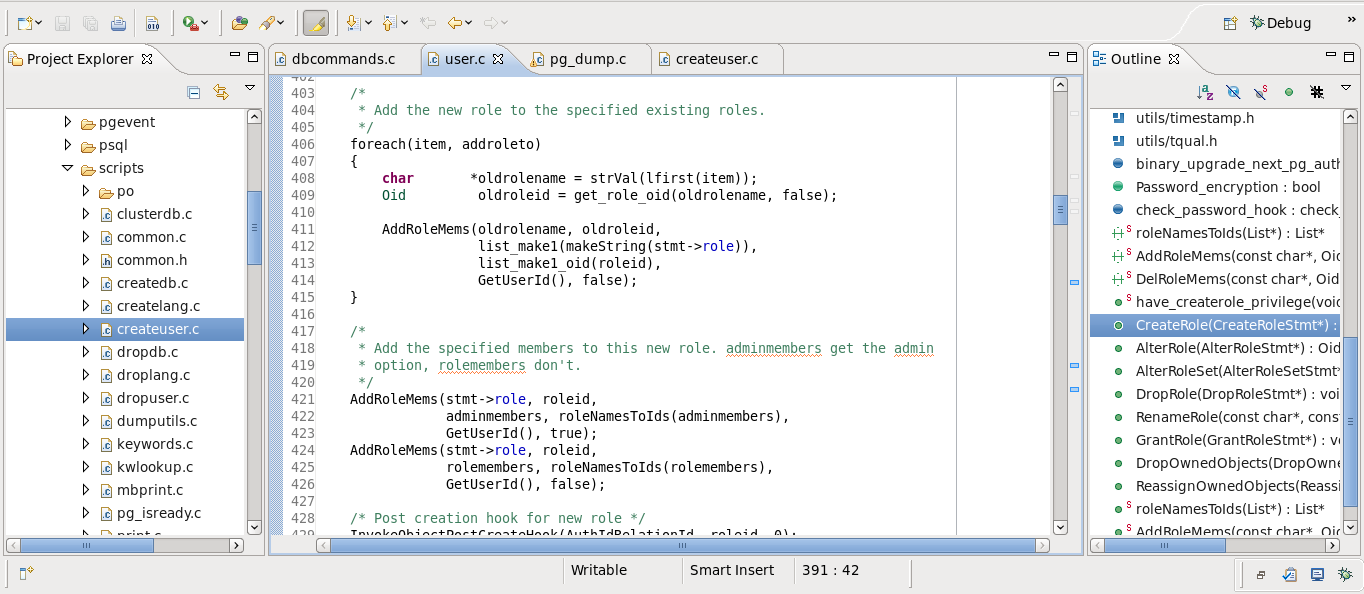 Debug
Project Explorer
pgevent
psql
scripts
po
clusterdb.c
common.c
common.h
createdb.c
createlang.c
createuser.c
dropdb.c
droplang.c
dropuser.c
dumputils.c
keywords.c
kwlookup.c
mbprint.c
pg_isready.c
print.c
dbcommands.c
user.c
pg_dump.c
createuser.c
402
403 /*
404 * Add the new role to the specified existing roles.
405 */
406 foreach(item, addroleto)
407 {
408 char *oldrolename = strVal(lfirst(item));
409 Oid oldroleid = get_role_oid(oldrolename, false);
410
411 AddRoleMems(oldrolename, oldroleid,
412 list_make1(makeString(stmt->role)),
413 list_make1_oid(roleid),
414 GetUserId(), false);
415 }
416
417 /*
418 * Add the specified members to this new role. adminmembers get the admin
419 * option, rolemembers don't.
420 */
421 AddRoleMems(stmt->role, roleid,
422 adminmembers, roleNamesToIds(adminmembers),
423 GetUserId(), true);
424 AddRoleMems(stmt->role, roleid,
425 rolemembers, roleNamesToIds(rolemembers),
426 GetUserId(), false);
427
428 /* Post creation hook for new role */
429 InvokeObjectPostCreateHook(AuthIdRelationId, roleid, 0);
Outline
utils/timestamp.h
utils/tqual.h
binary_upgrade_next_pg_auth
Password_encryption : bool
check_password_hook : check_
roleNamesToIds(List*) : List*
AddRoleMems(const char*, Oid
DelRoleMems(const char*, Oid
have_createrole_privilege(void
CreateRole(CreateRoleStmt*) :
AlterRole(AlterRoleStmt*) : Oid
AlterRoleSet(AlterRoleSetStmt*
DropRole(DropRoleStmt*) : voi
RenameRole(const char*, cons
GrantRole(GrantRoleStmt*) : v
DropOwnedObjects(DropOwne
ReassignOwnedObjects(Reassi
roleNamesToIds(List*) : List*
AddRoleMems(const char*, Oid
Writable
Smart Insert
391 : 42